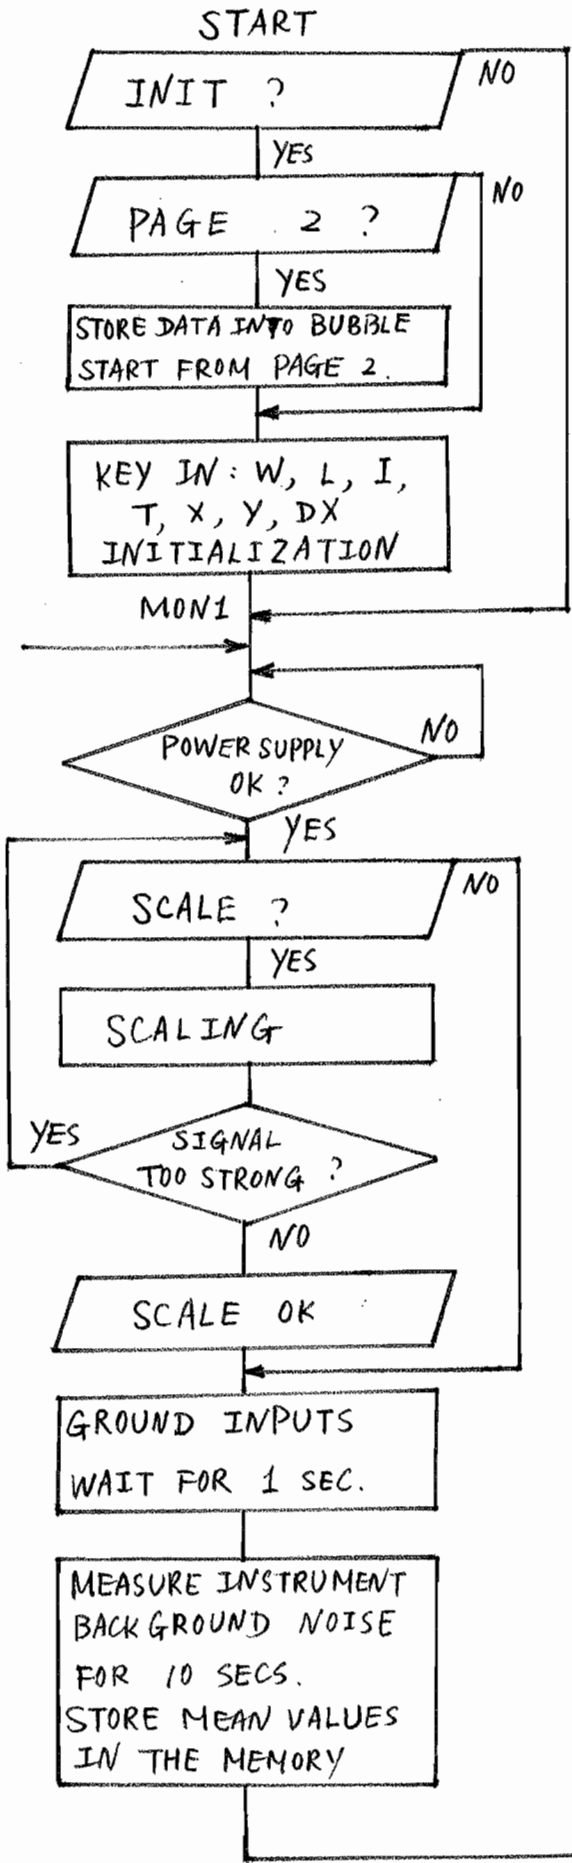 START
INIT ?
NO
YES
PAGE 2 ?
NO
YES
STORE DATA INTO BUBBLE
START FROM PAGE 2.
KEY IN : W, L, I,
T, X, Y, DX
INITIALIZATION
MON1
POWER SUPPLY
OK ?
NO
YES
SCALE ?
NO
YES
SCALING
YES
SIGNAL
TOO STRONG ?
NO
SCALE OK
GROUND INPUTS
WAIT FOR 1 SEC.
MEASURE INSTRUMENT
BACKGROUND NOISE
FOR 10 SECS.
STORE MEAN VALUES
IN THE MEMORY